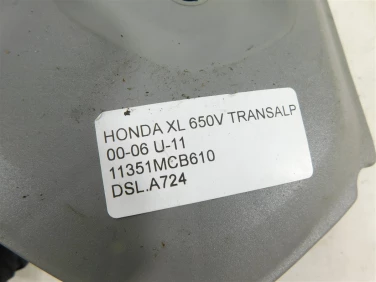 HONDA XL 650V TRANSALP
00-06 U-11
11351MCB610
DSL.A724